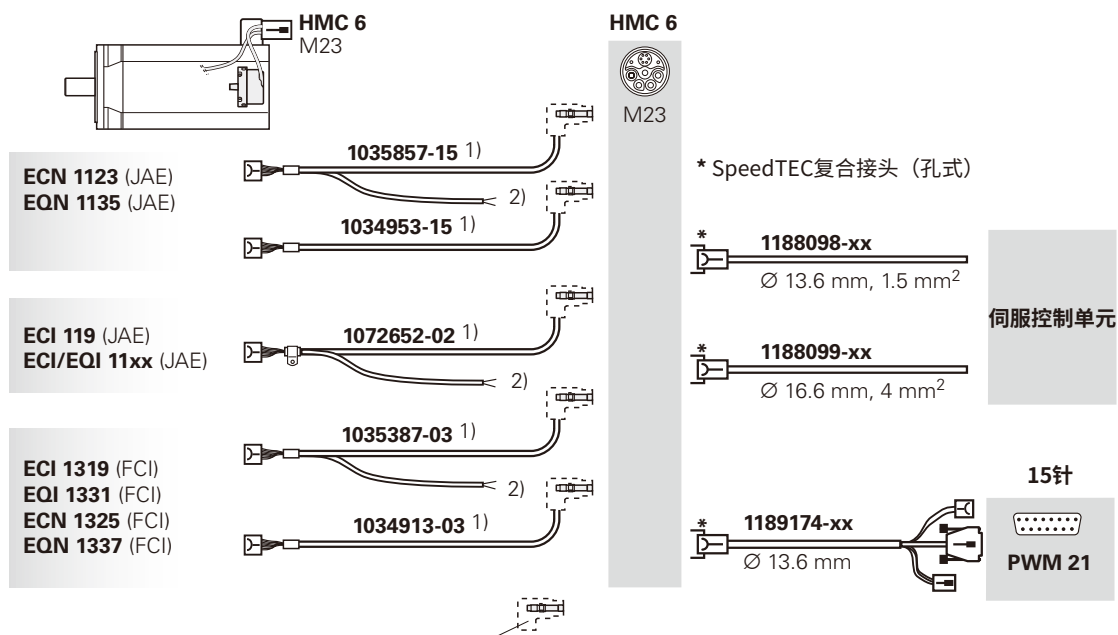 HMC 6
M23
HMC 6
M23
ECN 1123 (JAE)
EQN 1135 (JAE)
1035857-15 1)
2)
1034953-15 1)
ECI 119 (JAE)
ECI/EQI 11xx (JAE)
1072652-02 1)
2)
ECI 1319 (FCI)
EQI 1331 (FCI)
ECN 1325 (FCI)
EQN 1337 (FCI)
1035387-03 1)
2)
1034913-03 1)
* SpeedTEC复合接头（孔式）
*
1188098-xx
Ø 13.6 mm, 1.5 mm²
*
1188099-xx
Ø 16.6 mm, 4 mm²
伺服控制单元
*
1189174-xx
Ø 13.6 mm
15针
PWM 21